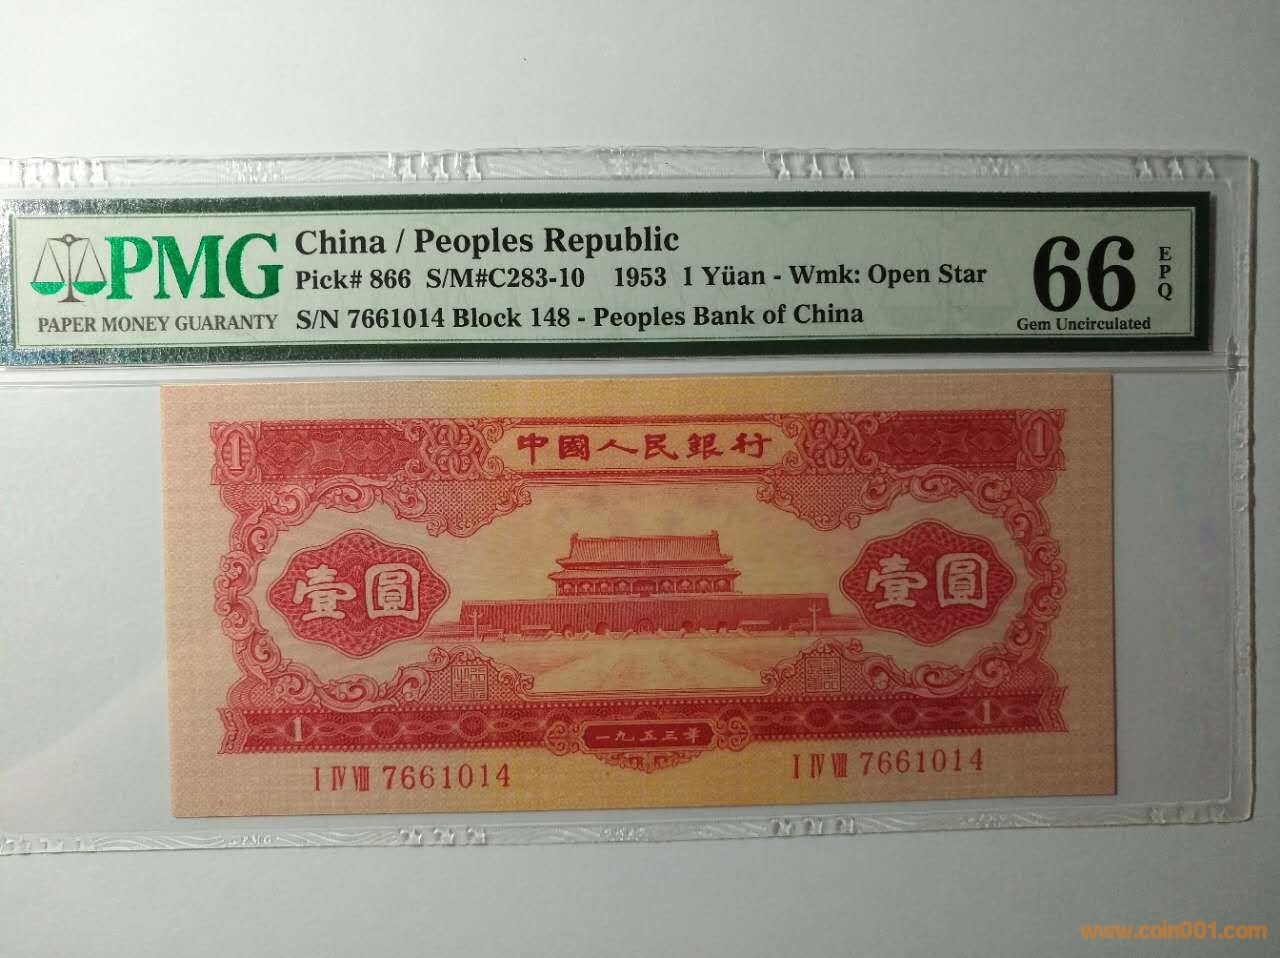 PMG
PAPER MONEY GUARANTY
China / Peoples Republic
Pick# 866 S/M#C283-10 1953 1 Yüan - Wmk: Open Star
S/N 7661014 Block 148 - Peoples Bank of China
66
EPQ
Gem Uncirculated
1 中國人民銀行 1
壹圓 壹圓
1 一九五三年 1
I IV VIII 7661014 I IV VIII 7661014
PMG
www.coin001.com